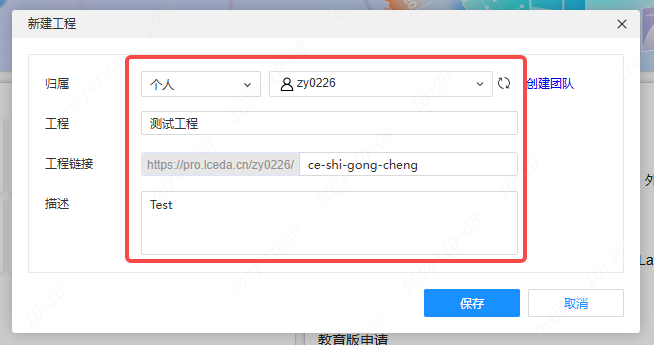 新建工程
归属 个人 zy0226 创建团队
工程 测试工程
工程链接 https://pro.lceda.cn/zy0226/ ce-shi-gong-cheng
外
描述 Test
La
保存 取消
教育版申请